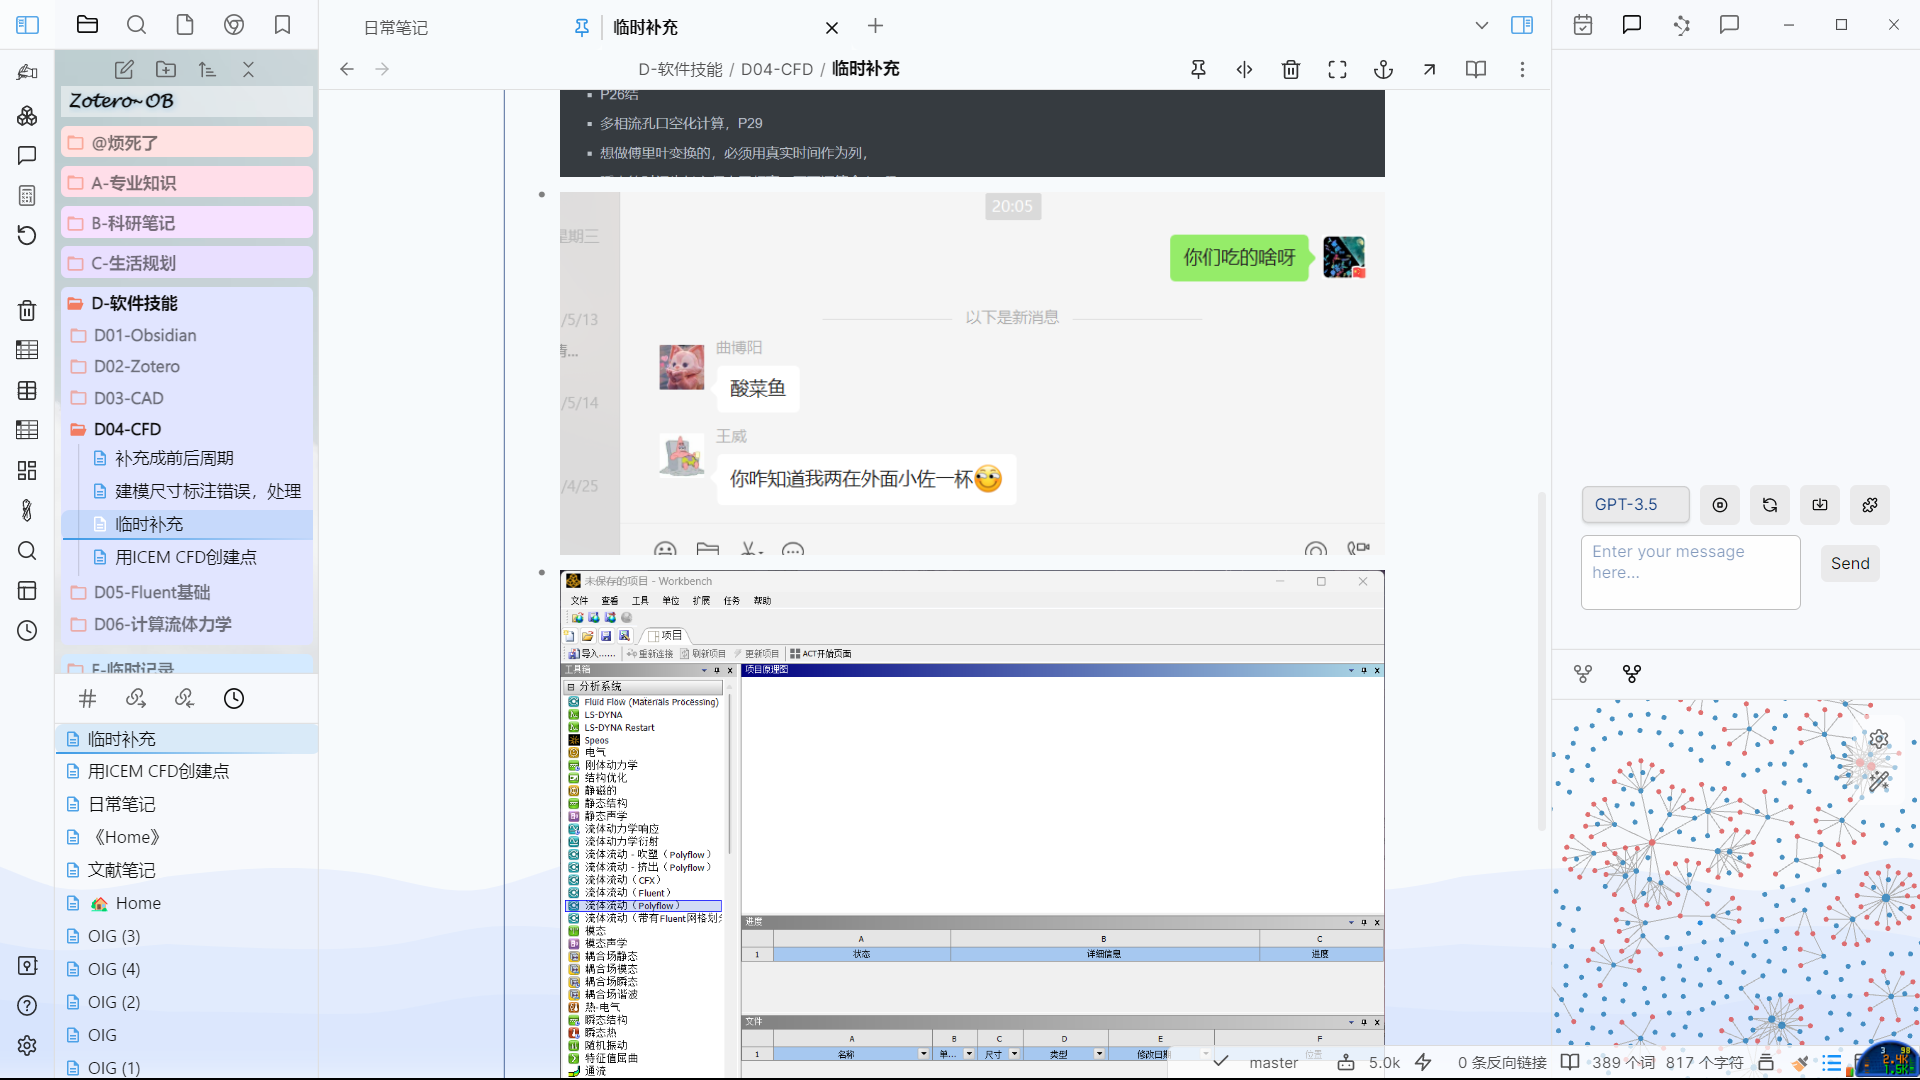 日常笔记
临时补充
D-软件技能 / D04-CFD / 临时补充
Zotero~OB
@烦死了
A-专业知识
B-科研笔记
C-生活规划
D-软件技能
D01-Obsidian
D02-Zotero
D03-CAD
D04-CFD
补充成前后周期
建模尺寸标注错误，处理
临时补充
用ICEM CFD创建点
D05-Fluent基础
D06-计算流体力学
E-临时记录
临时补充
用ICEM CFD创建点
日常笔记
《Home》
文献笔记
Home
OIG (3)
OIG (4)
OIG (2)
OIG
OIG (1)
P26结
多相流孔口空化计算，P29
想做傅里叶变换的，必须用真实时间作为列，
20:05
星期三
你们吃的啥呀
/5/13
以下是新消息
曲博阳
酸菜鱼
/5/14
王威
你咋知道我两在外面小佐一杯
/4/25
未保存的项目 - Workbench
文件 查看 工具 单位 扩展 任务 帮助
项目
导入...... 重新连接 刷新项目 更新项目 ACT开始页面
工具箱
项目原理图
分析系统
Fluid Flow (Materials Processing)
LS-DYNA
LS-DYNA Restart
Speos
电气
刚体动力学
结构优化
静磁的
静态结构
静态声学
流体动力学响应
流体动力学衍射
流体流动 - 吹塑（Polyflow）
流体流动 - 挤出（Polyflow）
流体流动（CFX）
流体流动（Fluent）
流体流动（Polyflow）
流体流动（带有Fluent网格划
模态
模态声学
耦合场静态
耦合场模态
耦合场瞬态
耦合场谐波
热-电气
瞬态结构
瞬态热
随机振动
特征值屈曲
通流
进度
A B C
1 状态 详细信息 进度
文件
A B C D E F
1 名称 单... 尺寸 类型 修改日期 位置
GPT-3.5
Enter your message here...
Send
master 5.0k 0 条反向链接 389 个词 817 个字符